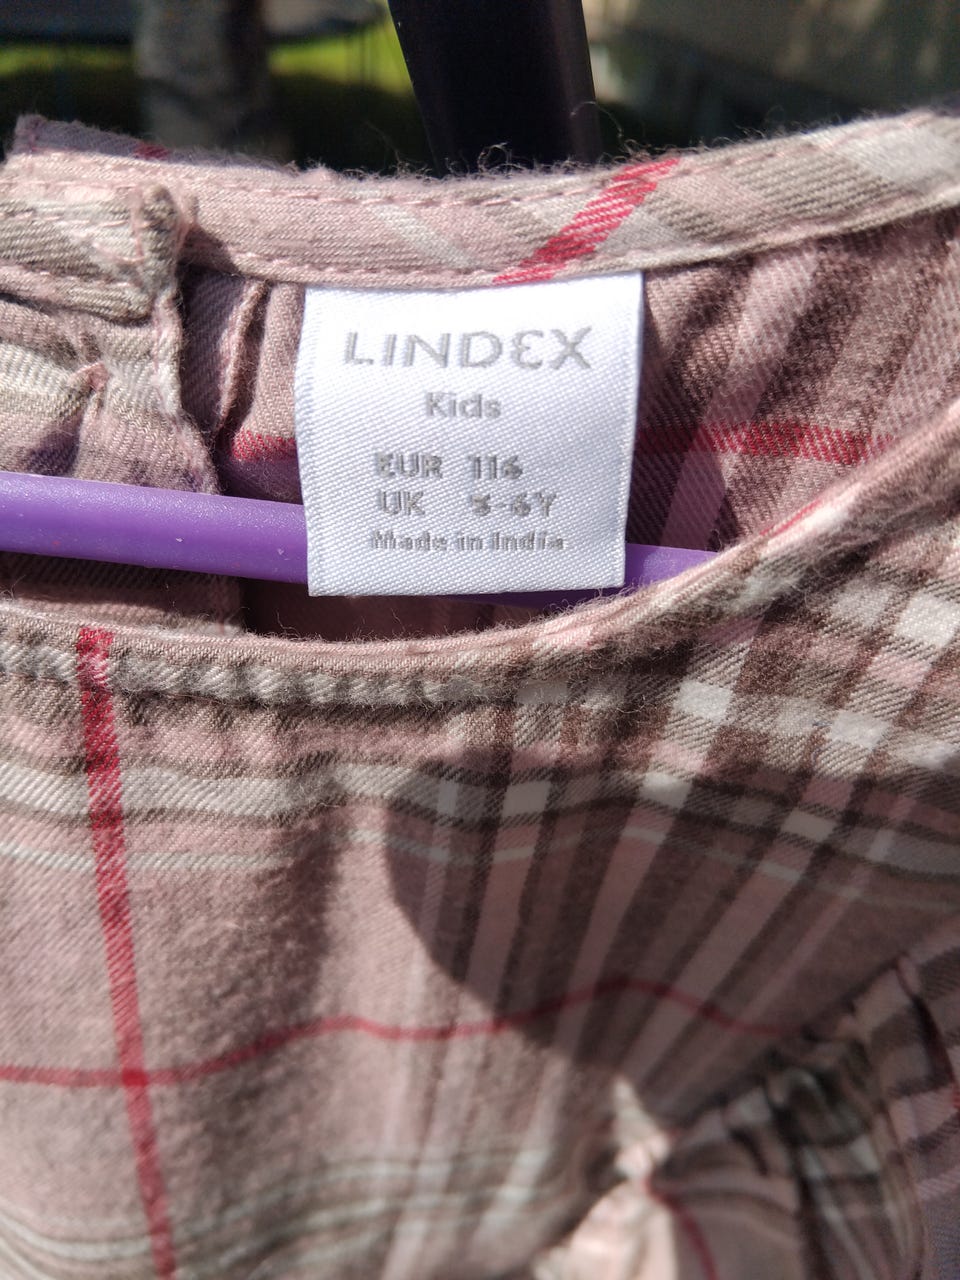 LINDEX
Kids
EUR 116
UK 5-6Y
Made in India